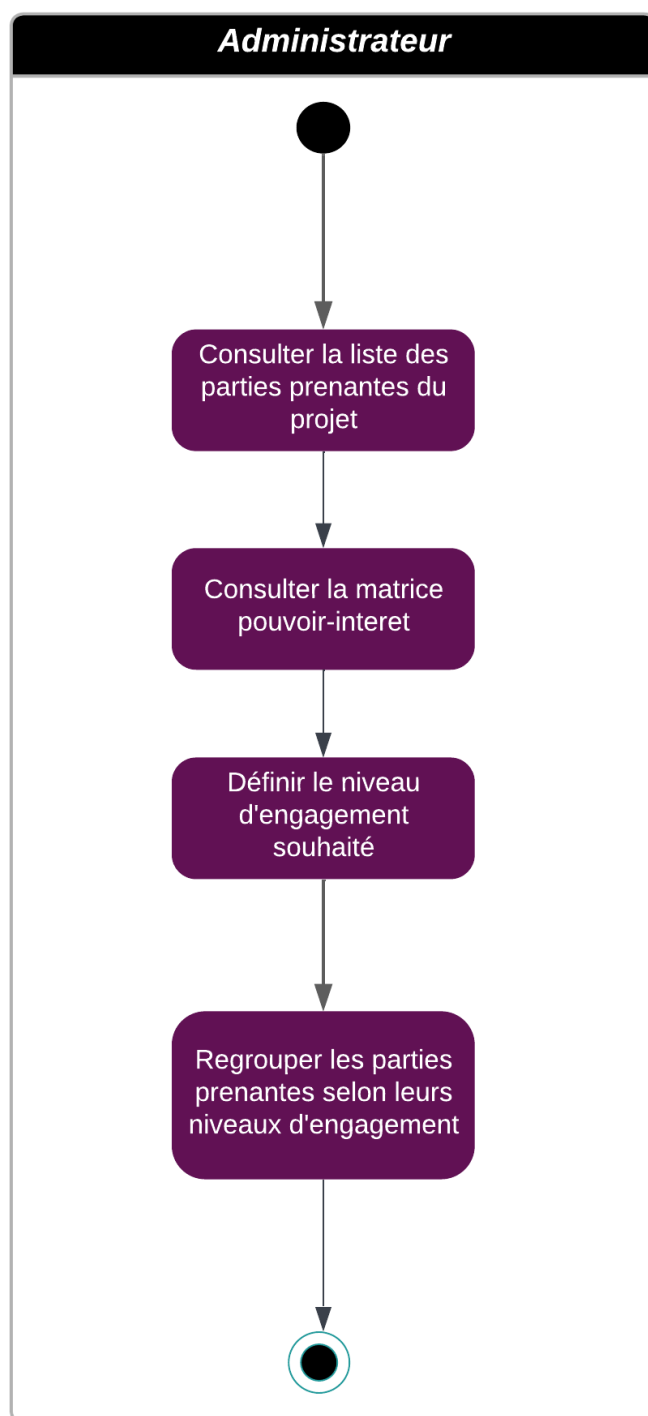 Administrateur
Consulter la liste des
parties prenantes du
projet
Consulter la matrice
pouvoir-interet
Définir le niveau
d'engagement
souhaité
Regrouper les parties
prenantes selon leurs
niveaux d'engagement